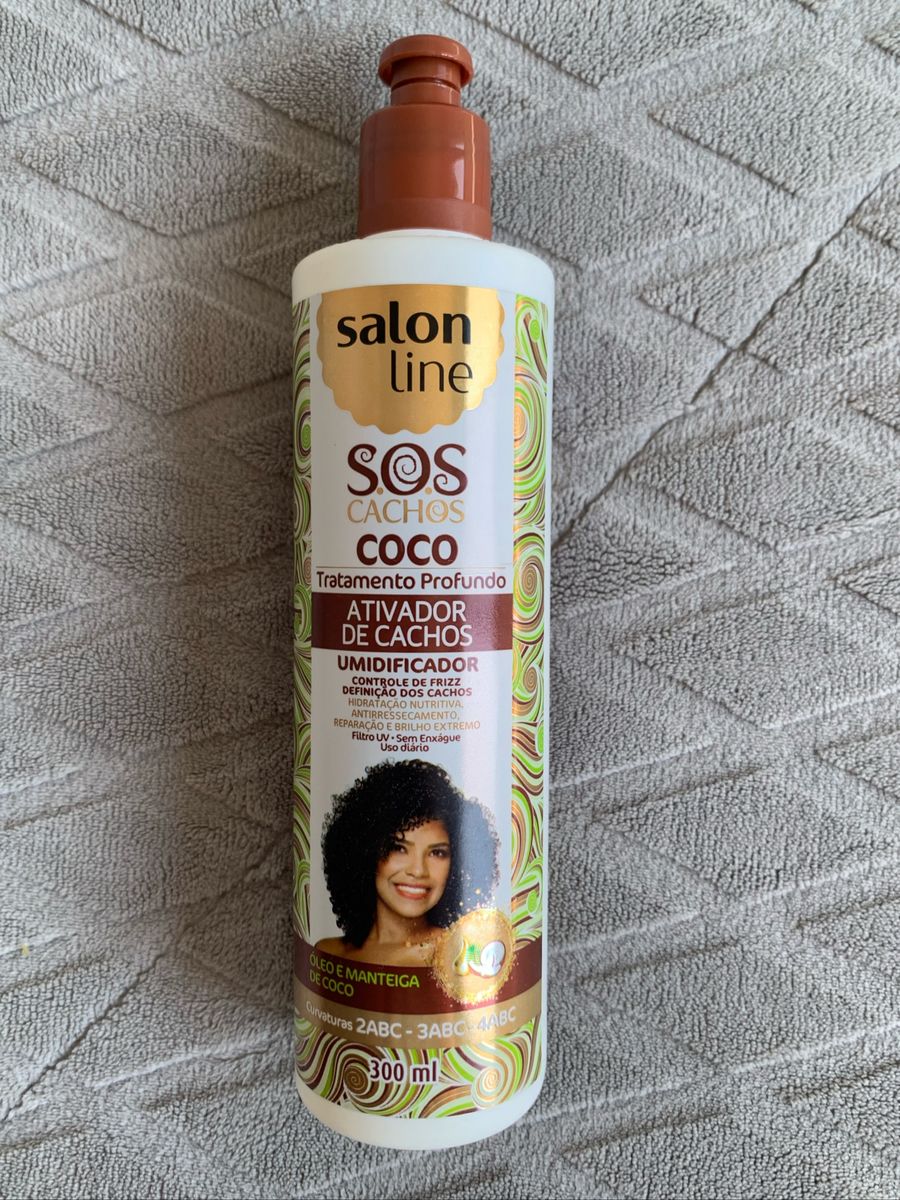 salon
line
S.O.S
CACHOS
COCO
Tratamento Profundo
ATIVADOR
DE CACHOS
UMIDIFICADOR
CONTROLE DE FRIZZ
DEFINIÇÃO DOS CACHOS
HIDRATAÇÃO NUTRITIVA,
ANTIRRESSECAMENTO,
REPARAÇÃO E BRILHO EXTREMO
Filtro UV • Sem Enxágue
Uso diário
ÓLEO E MANTEIGA
DE COCO
Curvaturas 2ABC - 3ABC - 4ABC
300 ml